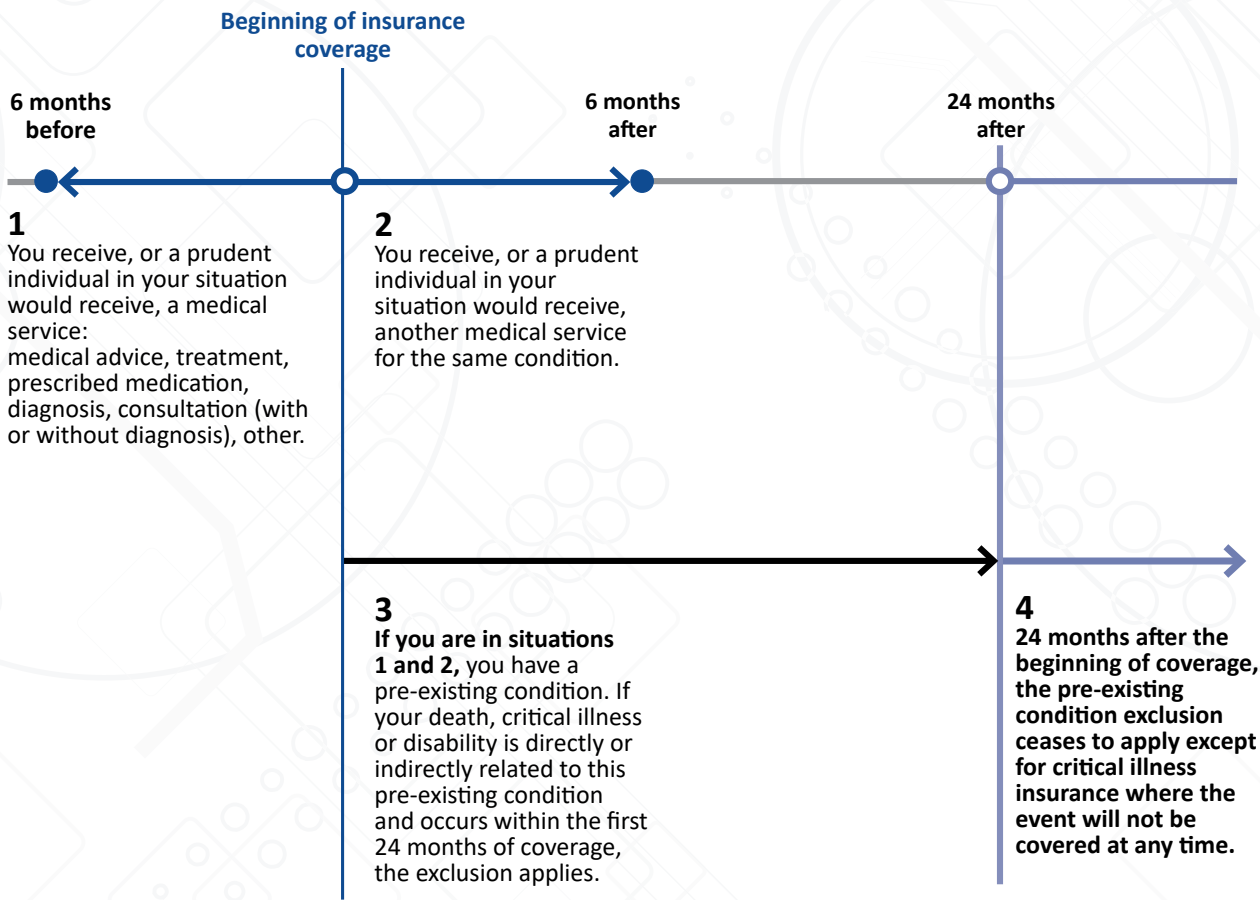 Beginning of insurance
coverage
6 months
before
6 months
after
24 months
after
1
You receive, or a prudent
individual in your situation
would receive, a medical
service:
medical advice, treatment,
prescribed medication,
diagnosis, consultation (with
or without diagnosis), other.
2
You receive, or a prudent
individual in your
situation would receive,
another medical service
for the same condition.
3
If you are in situations
1 and 2, you have a
pre-existing condition. If
your death, critical illness
or disability is directly or
indirectly related to this
pre-existing condition
and occurs within the first
24 months of coverage,
the exclusion applies.
4
24 months after the
beginning of coverage,
the pre-existing
condition exclusion
ceases to apply except
for critical illness
insurance where the
event will not be
covered at any time.